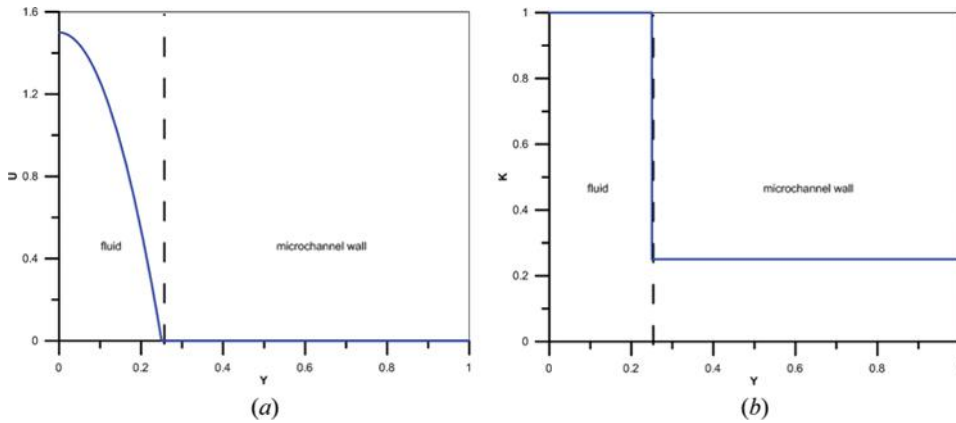 1.6
1.2
0.8
0.4
0
U
fluid
microchannel wall
0 0.2 0.4 0.6 0.8 1
Y
(a)
1
0.8
0.6
0.4
0.2
0
K
fluid
microchannel wall
0 0.2 0.4 0.6 0.8
Y
(b)